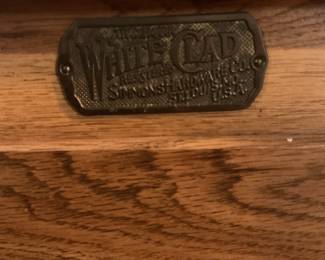 WHITE CLAD
SIMMONS HARDWARE CO.
ST. LOUIS
U.S.A.